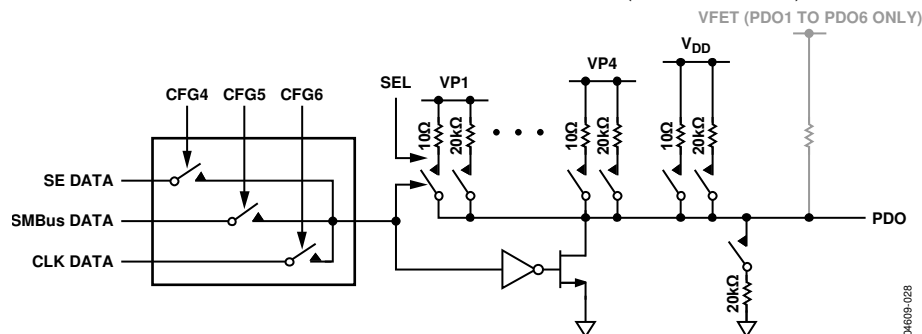 VFET (PDO1 TO PDO6 ONLY)
VDD
VP4
SEL VP1
CFG4 CFG5 CFG6
10Ω 20kΩ 10Ω 20kΩ 10Ω 20kΩ
SE DATA
SMBus DATA
PDO
CLK DATA
20kΩ
04609-028